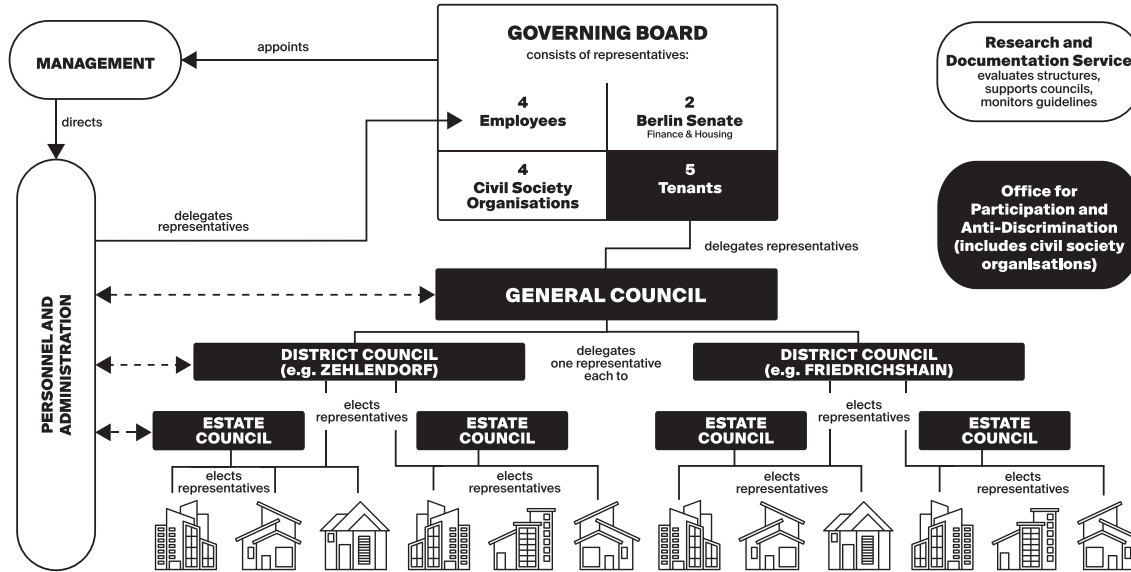 MANAGEMENT
appoints
directs
GOVERNING BOARD
consists of representatives:
4
Employees
2
Berlin Senate
Finance & Housing
4
Civil Society
Organisations
5
Tenants
Research and
Documentation Service
evaluates structures,
supports councils,
monitors guidelines
Office for
Participation and
Anti-Discrimination
(includes civil society
organisations)
delegates
representatives
delegates representatives
PERSONNEL AND
ADMINISTRATION
GENERAL COUNCIL
DISTRICT COUNCIL
(e.g. ZEHLENDORF)
delegates
one representative
each to
DISTRICT COUNCIL
(e.g. FRIEDRICHSHAIN)
ESTATE
COUNCIL
elects
representatives
ESTATE
COUNCIL
ESTATE
COUNCIL
elects
representatives
ESTATE
COUNCIL
elects
representatives
elects
representatives
elects
representatives
elects
representatives